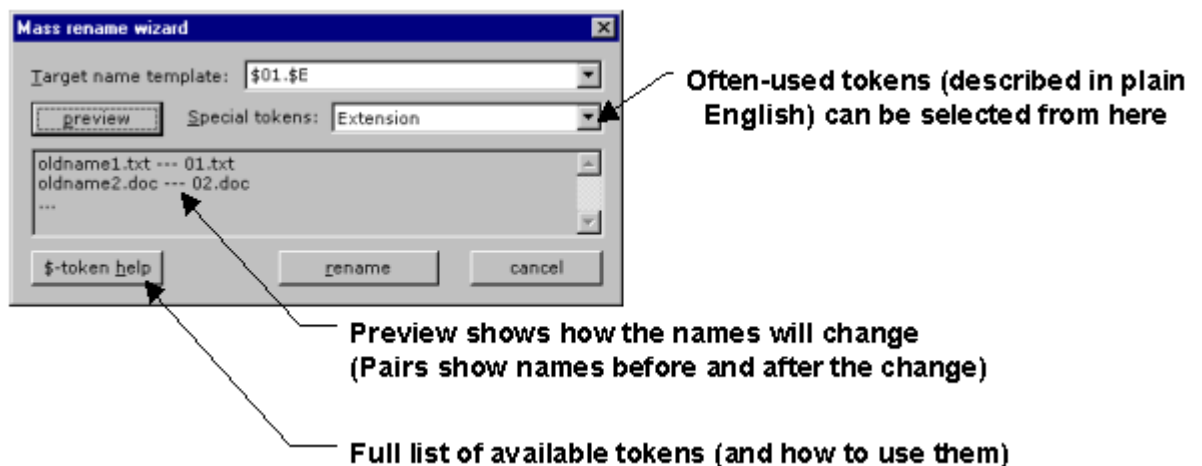 Mass rename wizard
Target name template: $01.$E
preview Special tokens: Extension
Often-used tokens (described in plain
English) can be selected from here
oldname1.txt --- 01.txt
oldname2.doc --- 02.doc
---
$-token help rename cancel
Preview shows how the names will change
(Pairs show names before and after the change)
Full list of available tokens (and how to use them)